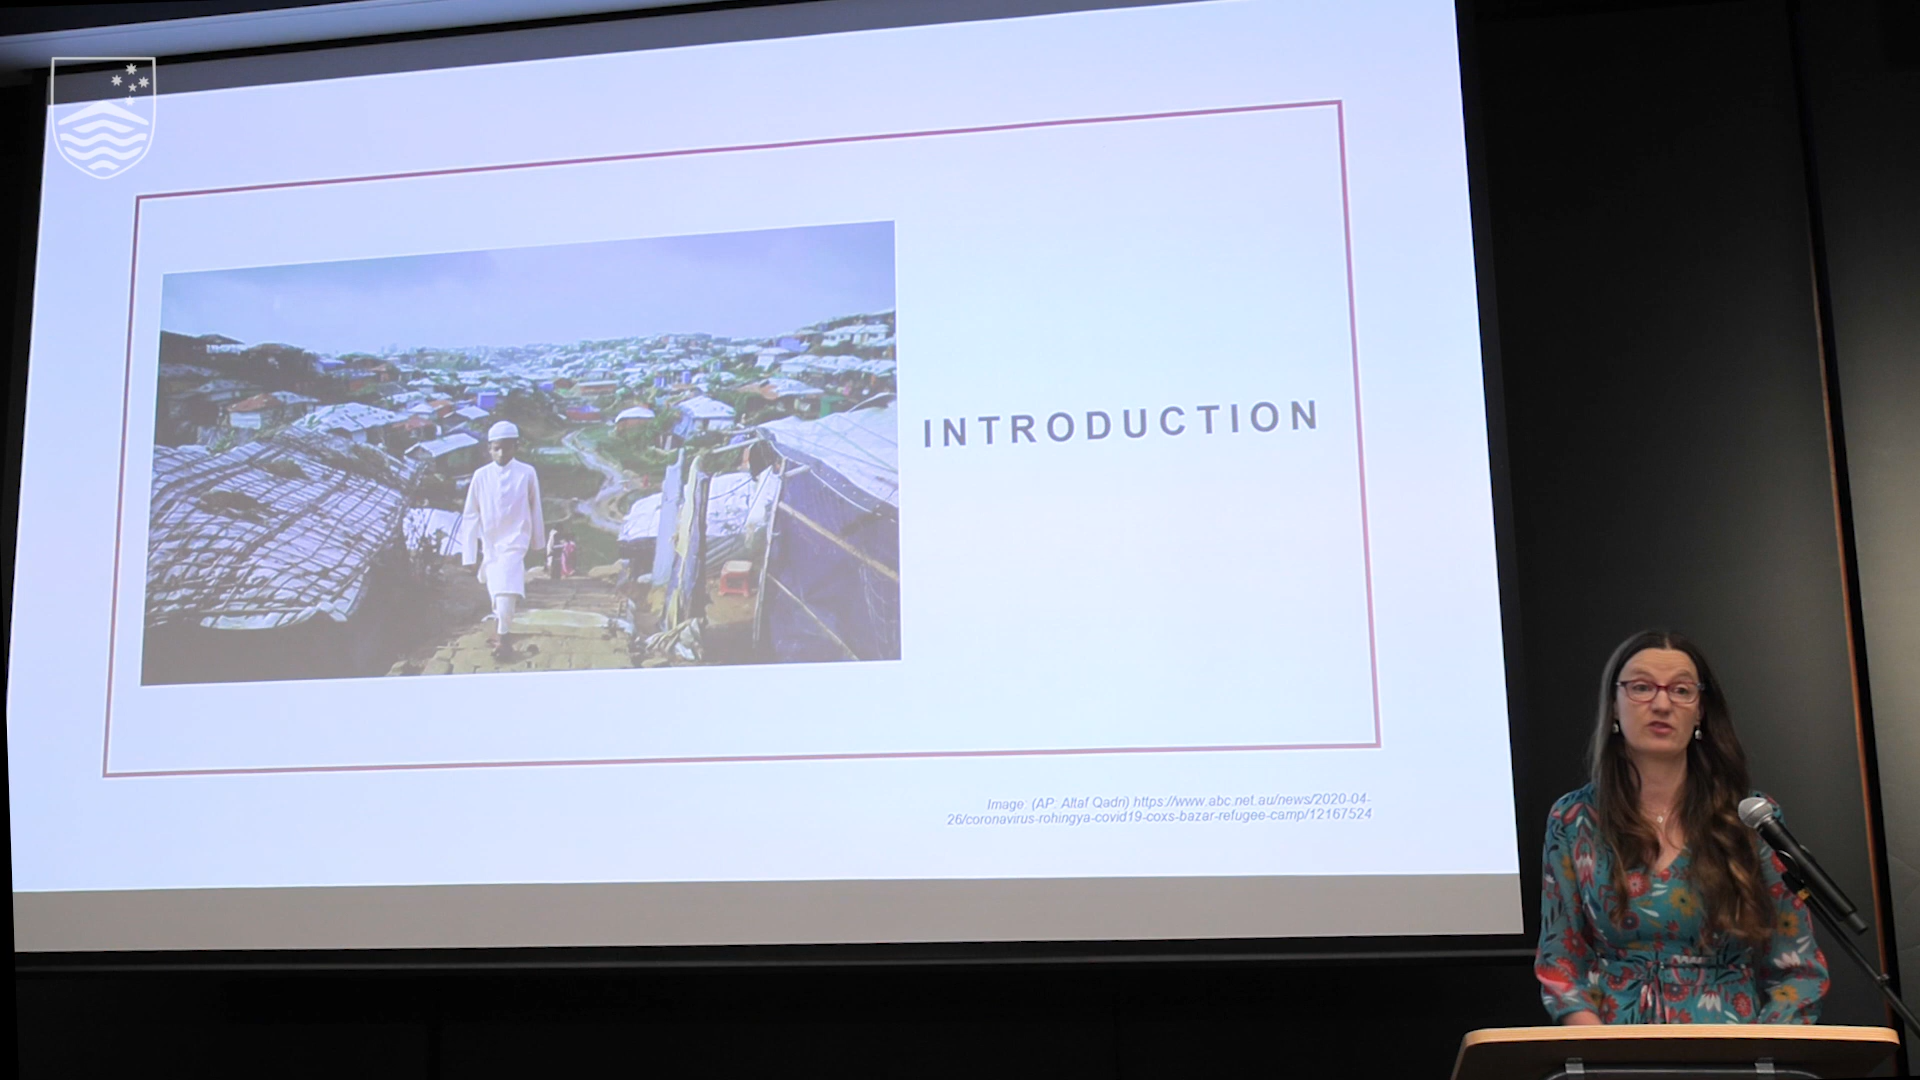 INTRODUCTION
Image: (AP: Altaf Qadri) https://www.abc.net.au/news/2020-04-
26/coronavirus-rohingya-covid19-coxs-bazar-refugee-camp/12167524